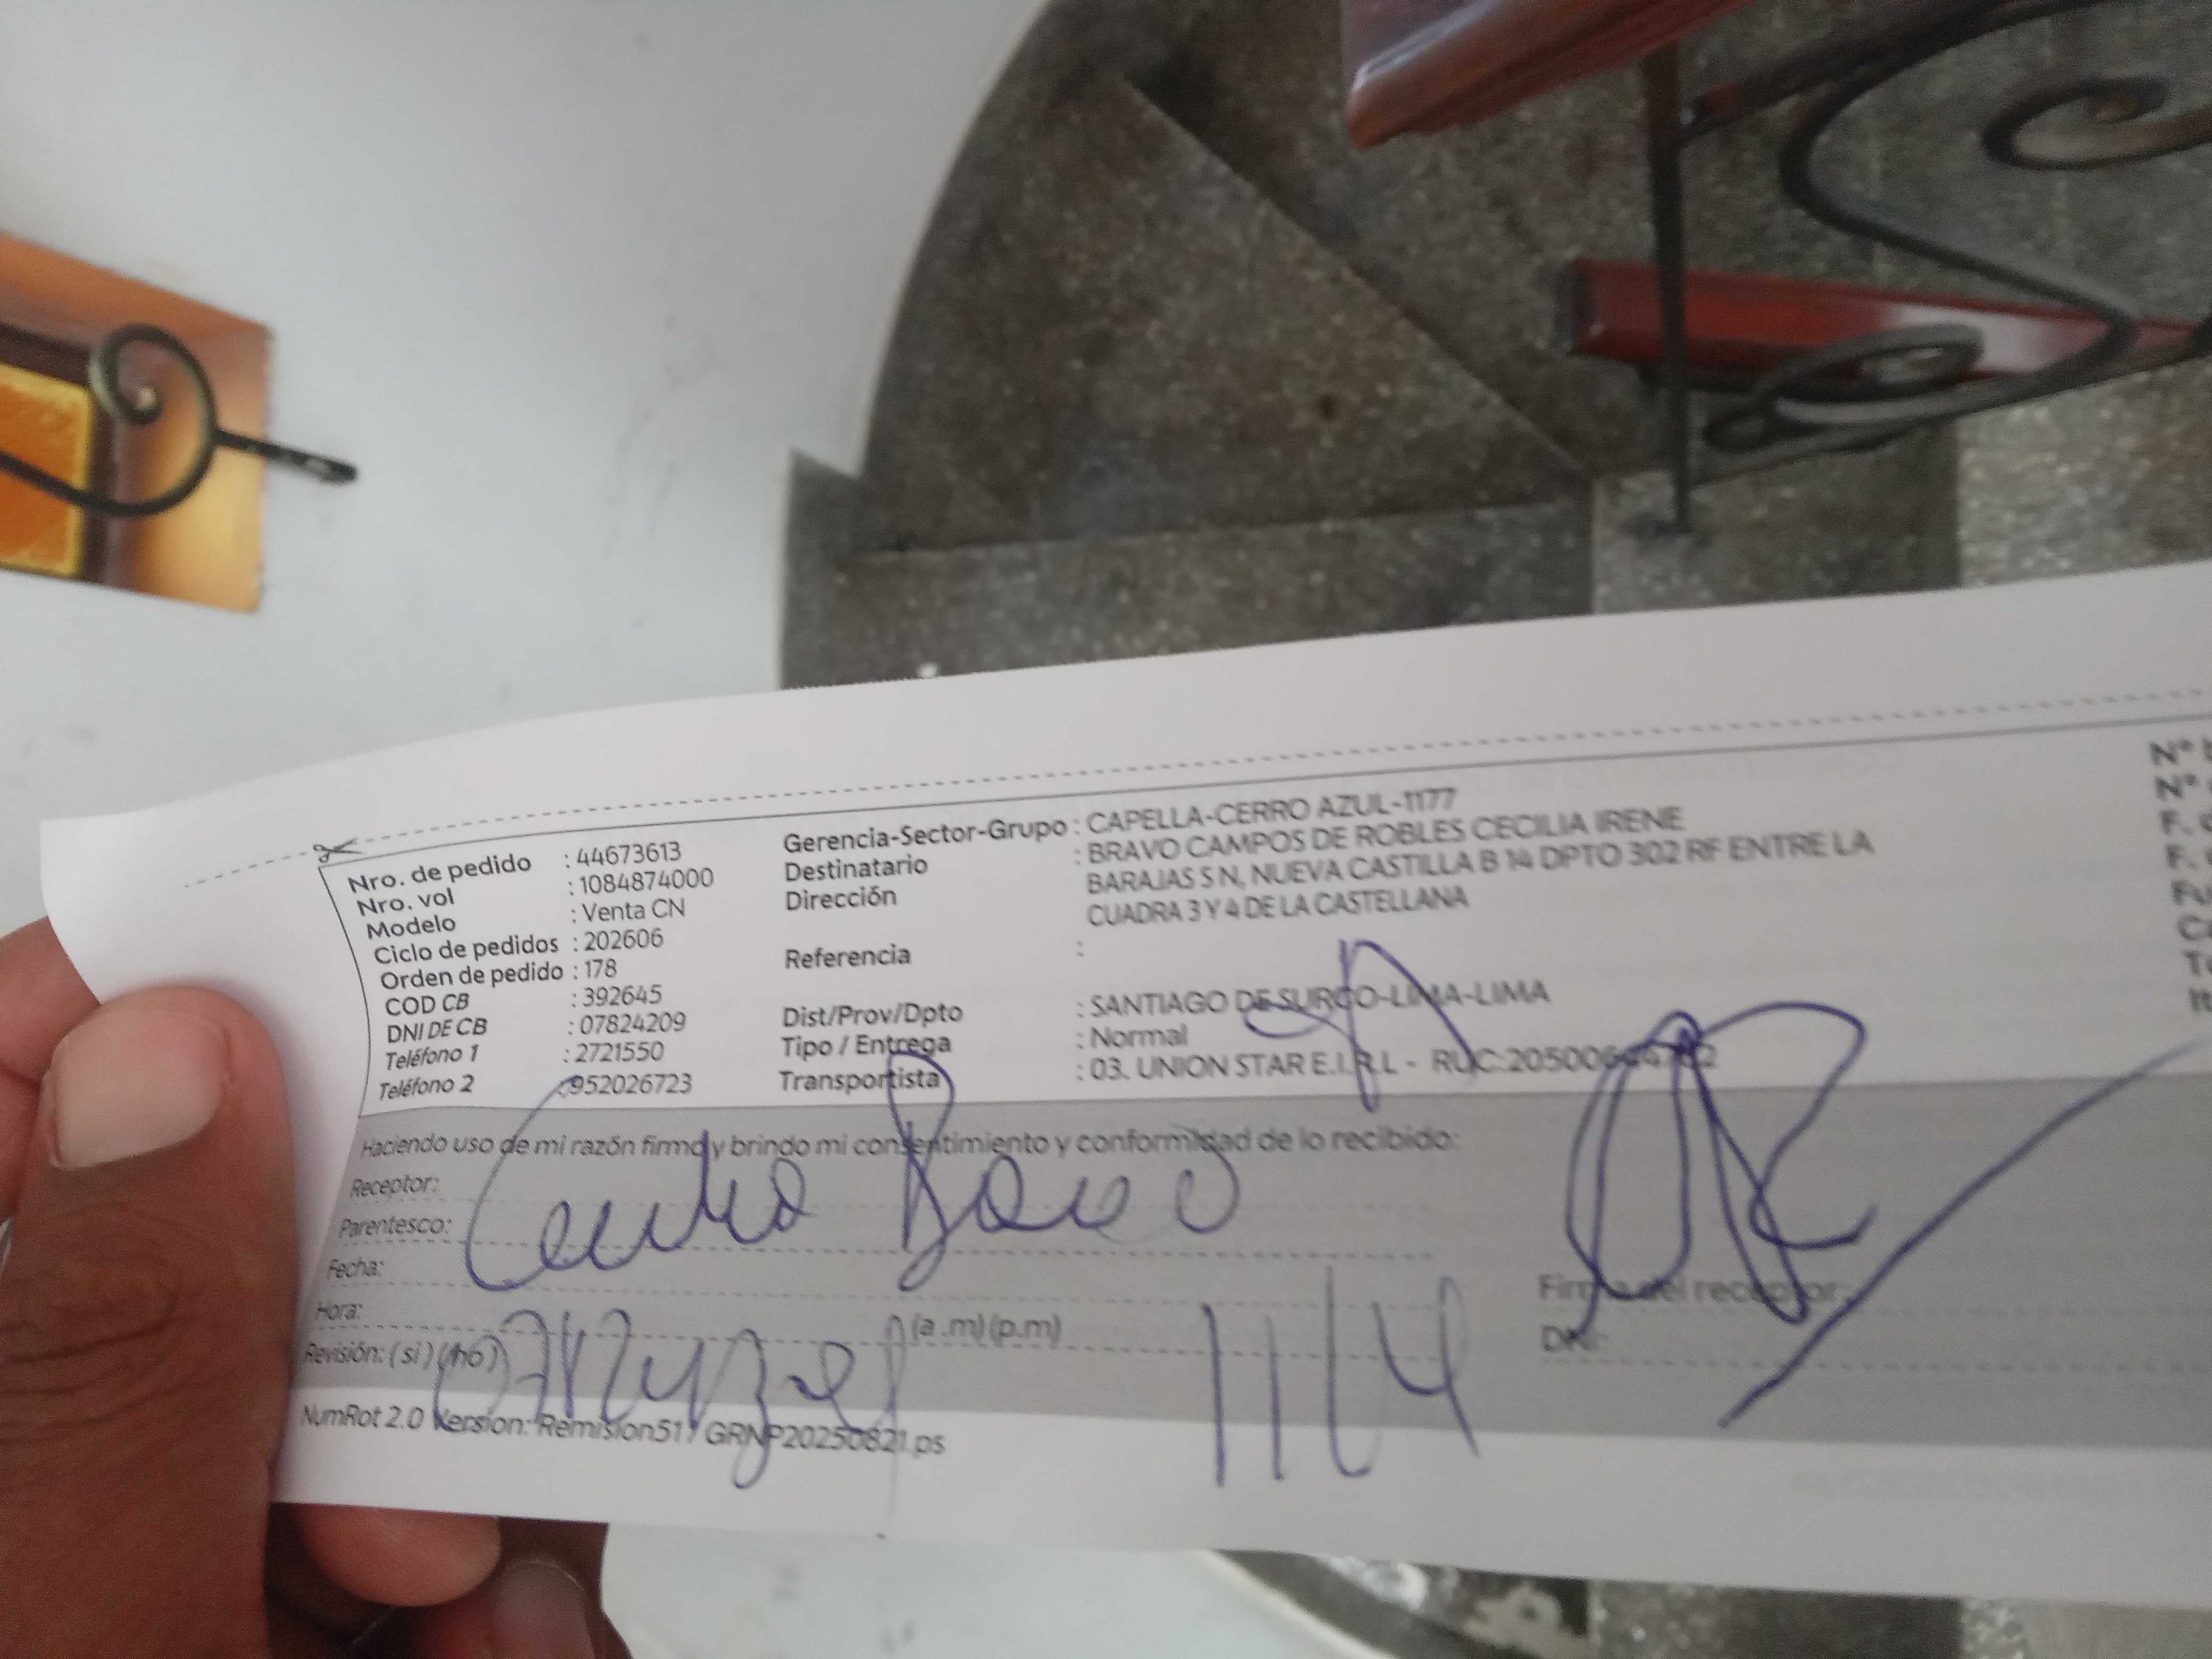 Nro. de pedido : 44673613
Nro. vol : 1084874000
Modelo : Venta CN
Ciclo de pedidos : 202606
Orden de pedido : 178
COD CB : 392645
DNI DE CB : 07824209
Teléfono 1 : 2721550
Teléfono 2 : 952026723
Gerencia-Sector-Grupo : CAPELLA-CERRO AZUL-1177
Destinatario : BRAVO CAMPOS DE ROBLES CECILIA IRENE
Dirección : BARAJAS S N, NUEVA CASTILLA B 14 DPTO 302 RF ENTRE LA
CUADRA 3 Y 4 DE LA CASTELLANA
Referencia :
Dist/Prov/Dpto : SANTIAGO DE SURCO-LIMA-LIMA
Tipo / Entrega : Normal
Transportista : 03. UNION STAR E.I.R.L - RUC:
N°
N°
F.
F.
Haciendo uso de mi razón firmo y brindo mi consentimiento y conformidad de lo recibido:
Receptor:
Parentesco:
Bravo
Fecha:
Hora: (a .m) (p.m)
Revisión: ( si ) (no)
11
Firma del receptor:
DNI:
NumRot 2.0 Version: Remision51 / GRNP20250821.ps